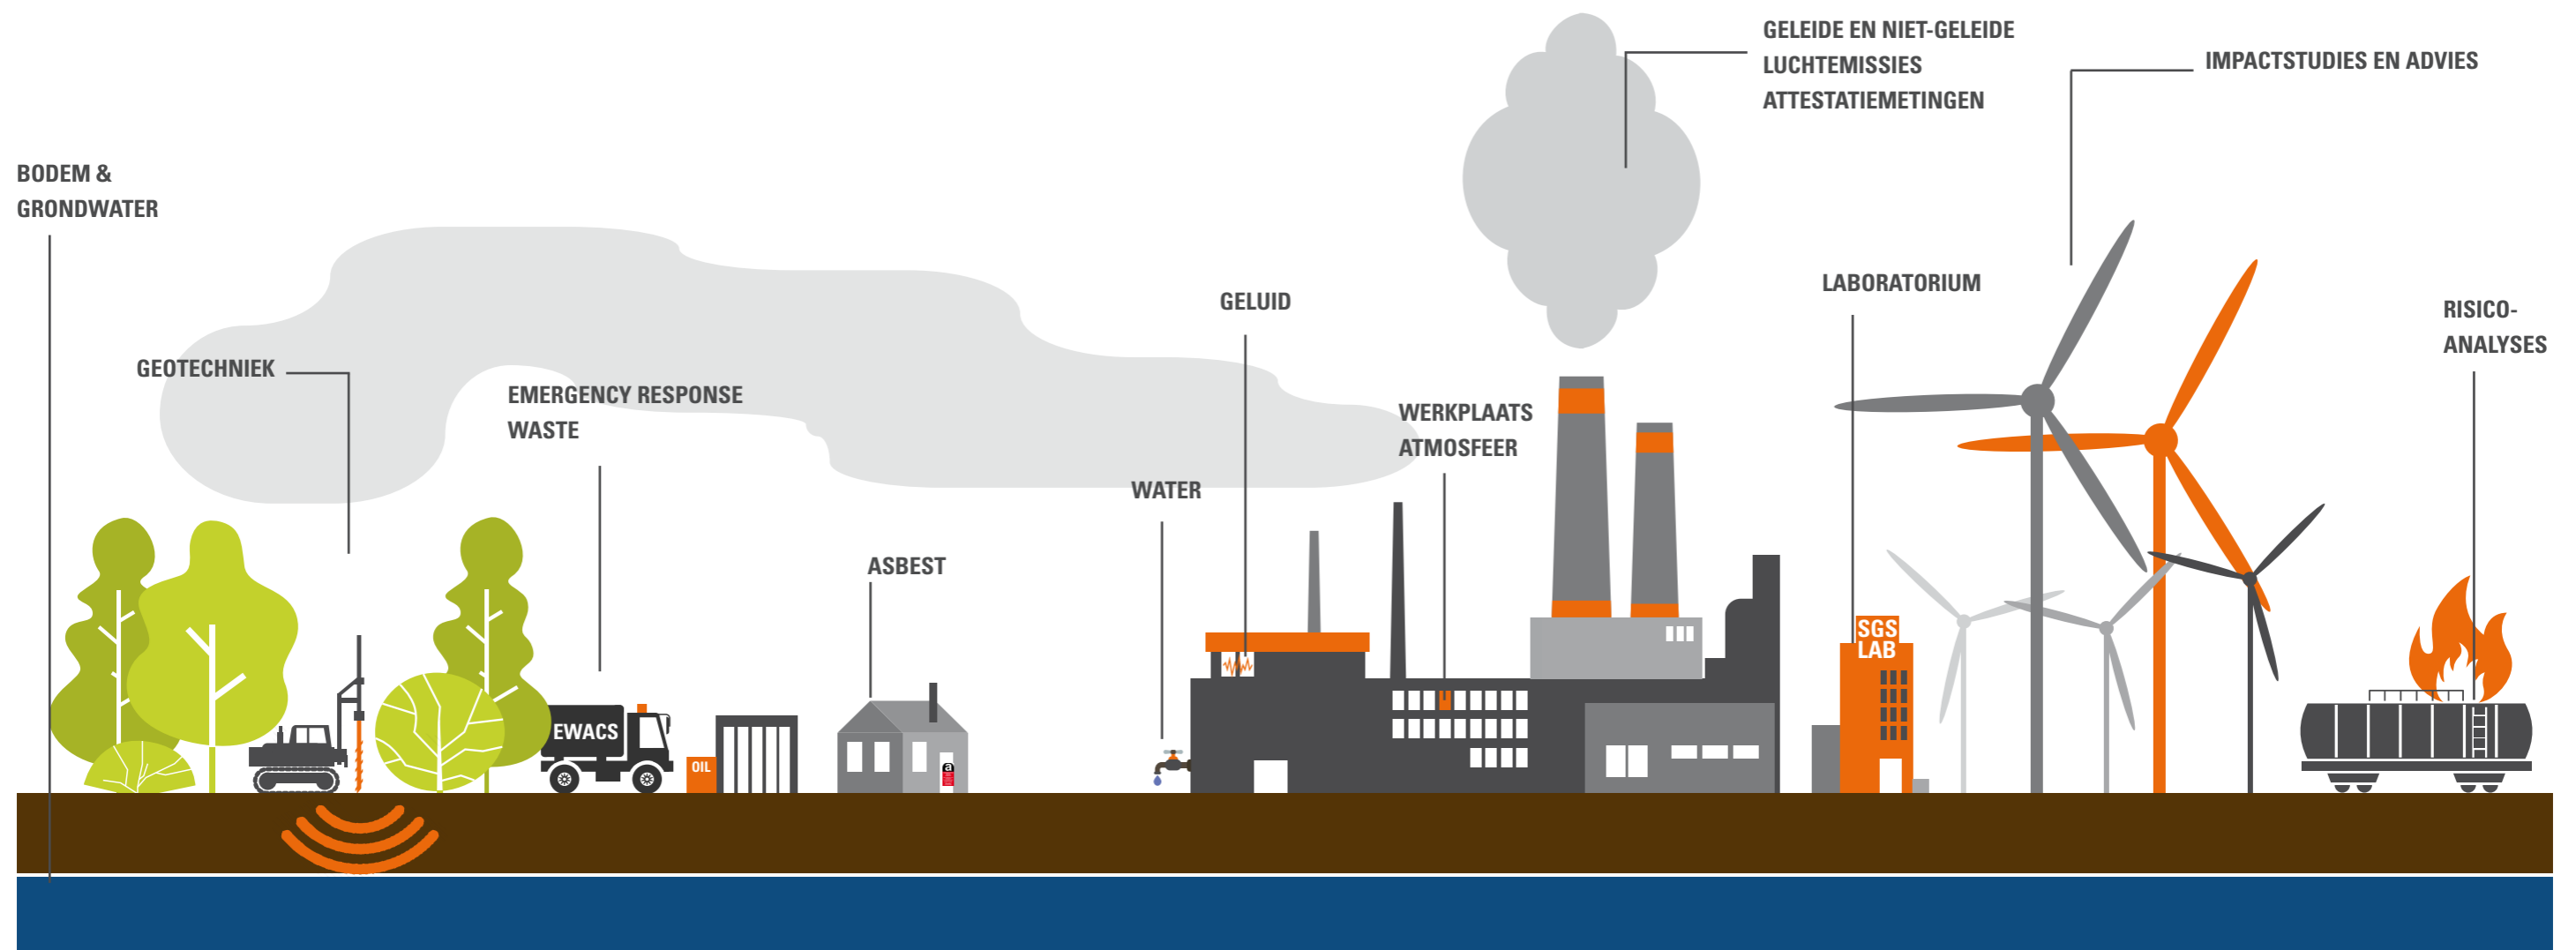 GELEIDE EN NIET-GELEIDE
LUCHTEMISSIES
ATTESTATIEMETINGEN
IMPACTSTUDIES EN ADVIES
BODEM &
GRONDWATER
GEOTECHNIEK
EMERGENCY RESPONSE
WASTE
ASBEST
WATER
GELUID
WERKPLAATS
ATMOSFEER
LABORATORIUM
RISICO-
ANALYSES
EWACS
OIL
a
SGS
LAB